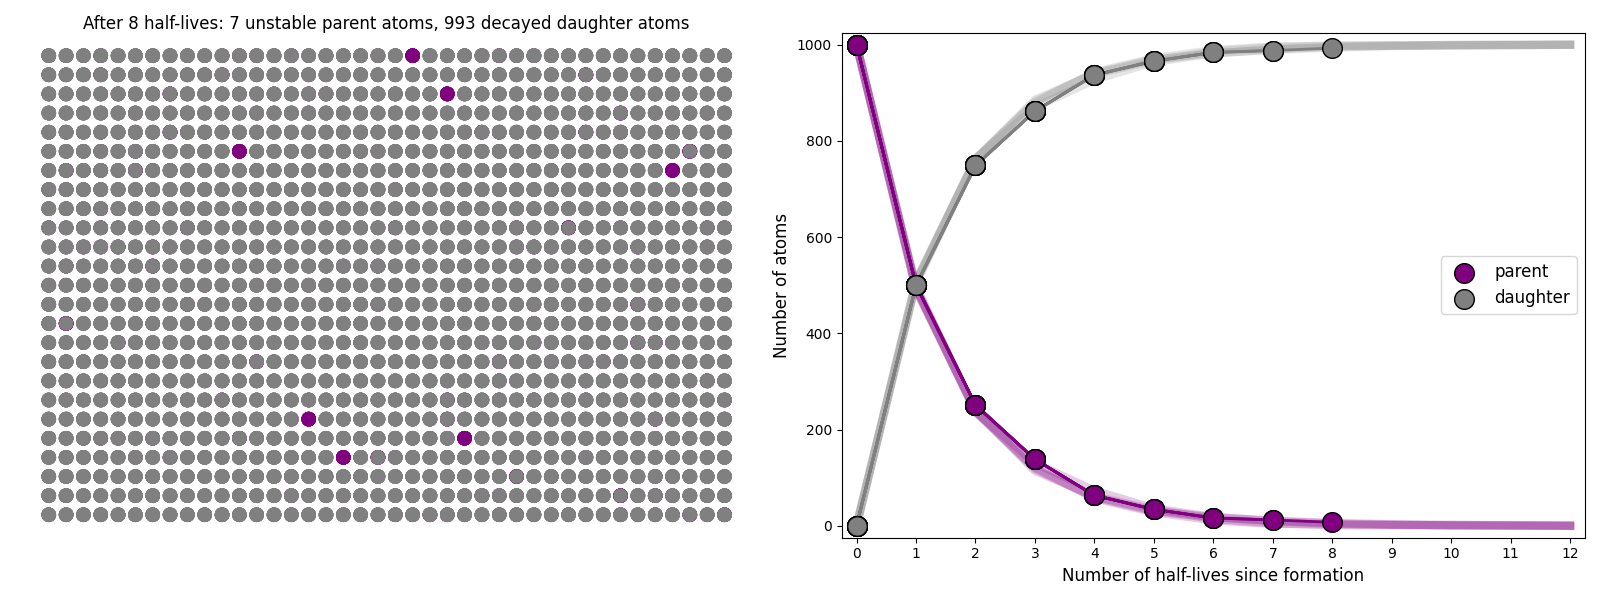 After 8 half-lives: 7 unstable parent atoms, 993 decayed daughter atoms
1000
800
600
400
200
0
Number of atoms
parent
daughter
0 1 2 3 4 5 6 7 8 9 10 11 12
Number of half-lives since formation